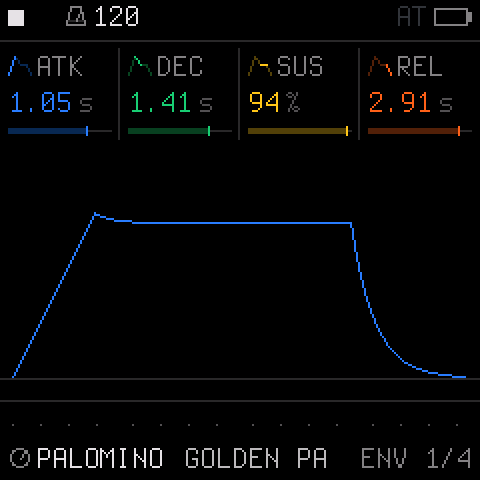 120 AT
ATK DEC SUS REL
1.05 s 1.41 s 94 % 2.91 s
PALOMINO GOLDEN PA ENV 1/4